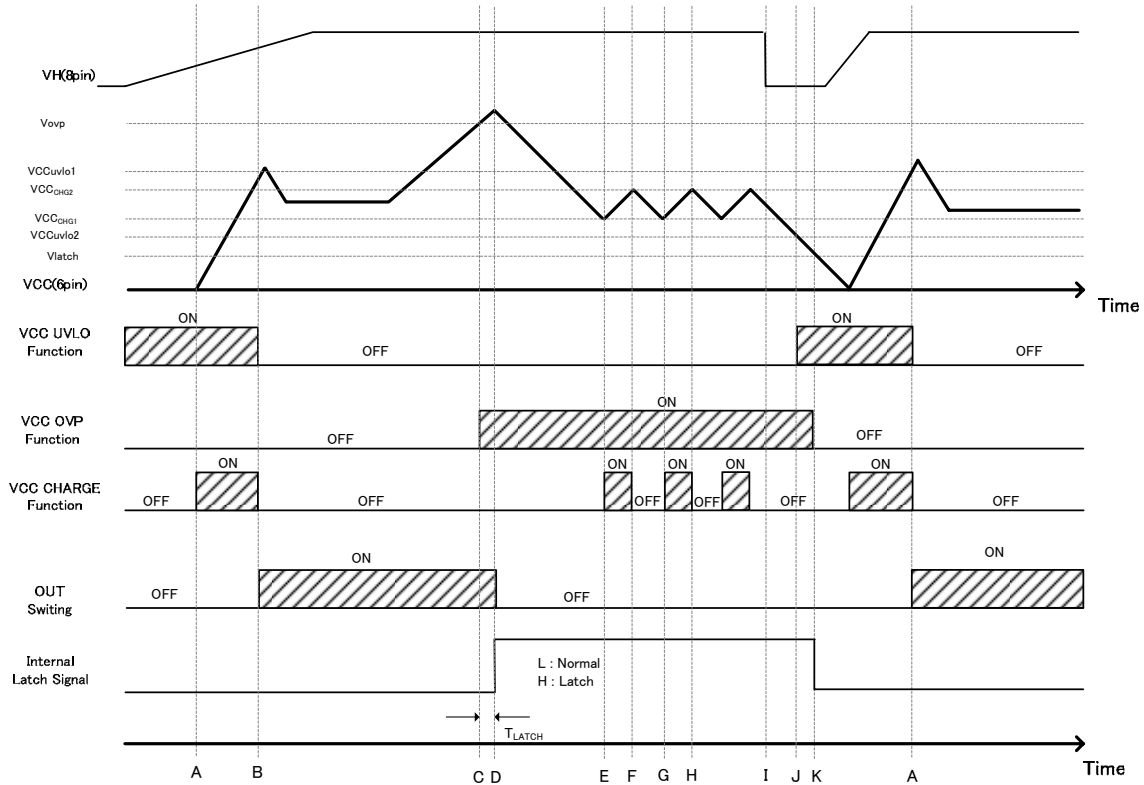 VH(8pin)
Vovp
VCCuvlo1
VCCCHG2
VCCCHG1
VCCuvlo2
Vlatch
VCC(6pin)
Time
VCC UVLO
Function
ON
OFF
ON
OFF
VCC OVP
Function
OFF
ON
OFF
VCC CHARGE
Function
OFF
ON
OFF
ON
OFF
ON
OFF
ON
OFF
ON
OFF
OUT
Switing
OFF
ON
OFF
ON
Internal
Latch Signal
L : Normal
H : Latch
TLATCH
Time
A B C D E F G H I J K A